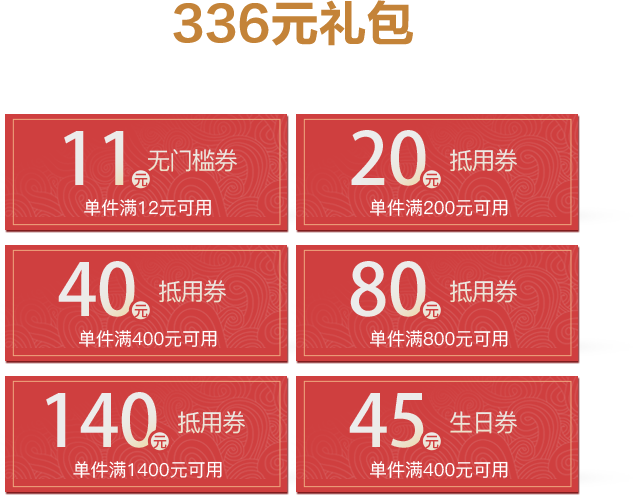 336元礼包
11元无门槛券
单件满12元可用
20元 抵用券
单件满200元可用
40元 抵用券
单件满400元可用
80元 抵用券
单件满800元可用
140元 抵用券
单件满1400元可用
45元 生日券
单件满400元可用